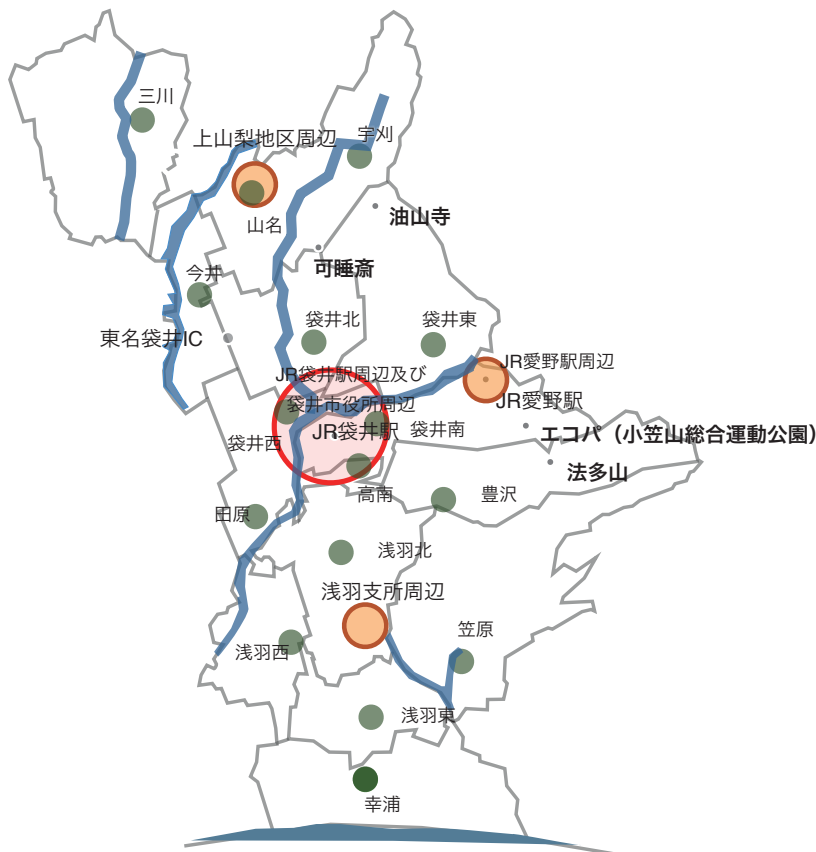 三川
宇刈
上山梨地区周辺
山名
油山寺
可睡斎
今井
袋井北
袋井東
東名袋井IC
JR愛野駅周辺
JR袋井駅周辺及び
袋井市役所周辺
JR愛野駅
JR袋井駅
袋井南
エコパ（小笠山総合運動公園）
袋井西
法多山
高南
豊沢
田原
浅羽北
浅羽支所周辺
笠原
浅羽西
浅羽東
幸浦